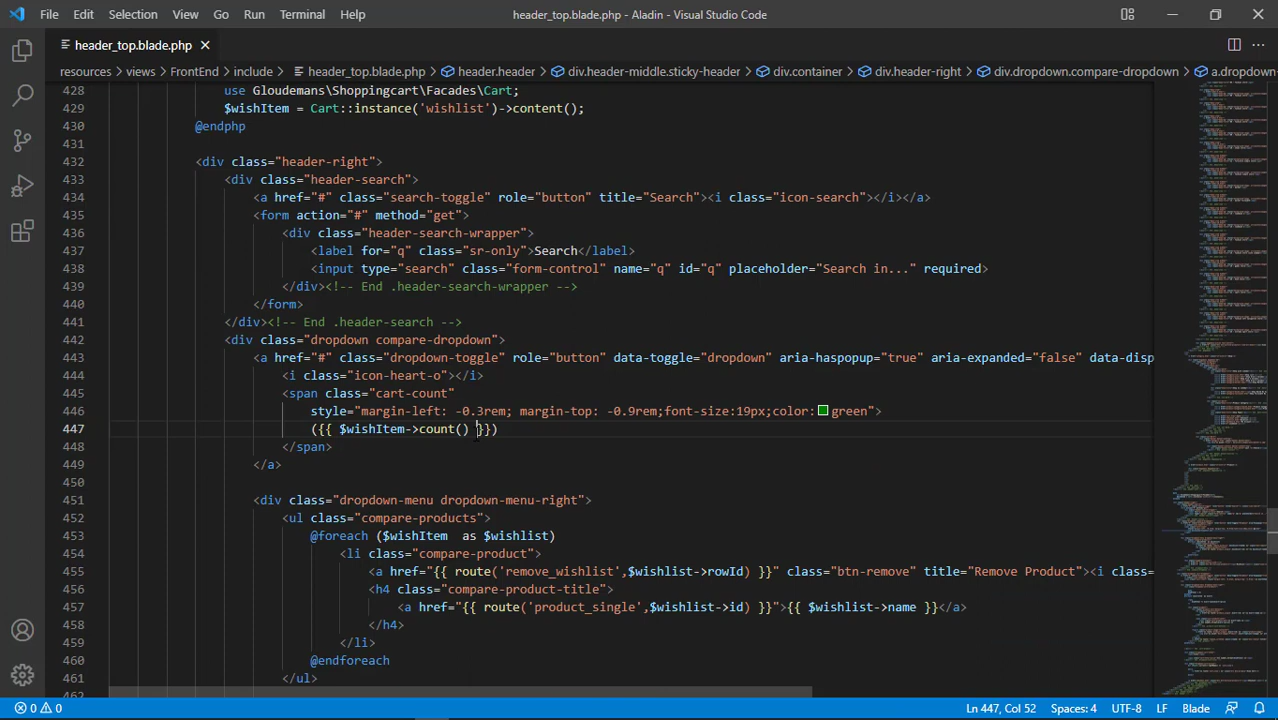 File Edit Selection View Go Run Terminal Help header_top.blade.php - Aladin - Visual Studio Code
header_top.blade.php
resources > views > FrontEnd > include > header_top.blade.php > header.header > div.header-middle.sticky-header > div.container > div.header-right > div.dropdown.compare-dropdown > a.dropdown-
428 use Gloudemans\Shoppingcart\Facades\Cart;
429 $wishItem = Cart::instance('wishlist')->content();
430 @endphp
431
432 <div class="header-right">
433 <div class="header-search">
434 <a href="#" class="search-toggle" role="button" title="Search"><i class="icon-search"></i></a>
435 <form action="#" method="get">
436 <div class="header-search-wrapper">
437 <label for="q" class="sr-only">Search</label>
438 <input type="search" class="form-control" name="q" id="q" placeholder="Search in..." required>
439 </div><!-- End .header-search-wrapper -->
440 </form>
441 </div><!-- End .header-search -->
442 <div class="dropdown compare-dropdown">
443 <a href="#" class="dropdown-toggle" role="button" data-toggle="dropdown" aria-haspopup="true" aria-expanded="false" data-disp
444 <i class="icon-heart-o"></i>
445 <span class="cart-count"
446 style="margin-left: -0.3rem; margin-top: -0.9rem;font-size:19px;color:green">
447 ({{ $wishItem->count() }})
448 </span>
449 </a>
450
451 <div class="dropdown-menu dropdown-menu-right">
452 <ul class="compare-products">
453 @foreach ($wishItem  as $wishlist)
454 <li class="compare-product">
455 <a href="{{ route('remove_wishlist',$wishlist->rowId) }}" class="btn-remove" title="Remove Product"><i class=
456 <h4 class="compare-product-title">
457 <a href="{{ route('product_single',$wishlist->id) }}">{{ $wishlist->name }}</a>
458 </h4>
459 </li>
460 @endforeach
461 </ul>
462
0 0 Ln 447, Col 52 Spaces: 4 UTF-8 LF Blade